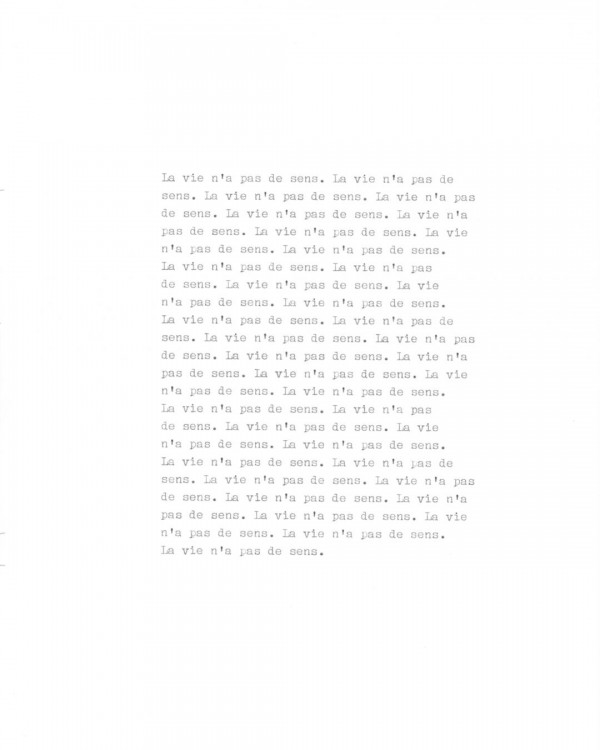 La vie n'a pas de sens. La vie n'a pas de
sens. La vie n'a pas de sens. La vie n'a pas
de sens. La vie n'a pas de sens. La vie n'a
pas de sens. La vie n'a pas de sens. La vie
n'a pas de sens. La vie n'a pas de sens.
La vie n'a pas de sens. La vie n'a pas
de sens. La vie n'a pas de sens. La vie
n'a pas de sens. La vie n'a pas de sens.
La vie n'a pas de sens. La vie n'a pas de
sens. La vie n'a pas de sens. La vie n'a pas
de sens. La vie n'a pas de sens. La vie n'a
pas de sens. La vie n'a pas de sens. La vie
n'a pas de sens. La vie n'a pas de sens.
La vie n'a pas de sens. La vie n'a pas
de sens. La vie n'a pas de sens. La vie
n'a pas de sens. La vie n'a pas de sens.
La vie n'a pas de sens. La vie n'a pas de
sens. La vie n'a pas de sens. La vie n'a pas
de sens. La vie n'a pas de sens. La vie n'a
pas de sens. La vie n'a pas de sens. La vie
n'a pas de sens. La vie n'a pas de sens.
La vie n'a pas de sens.